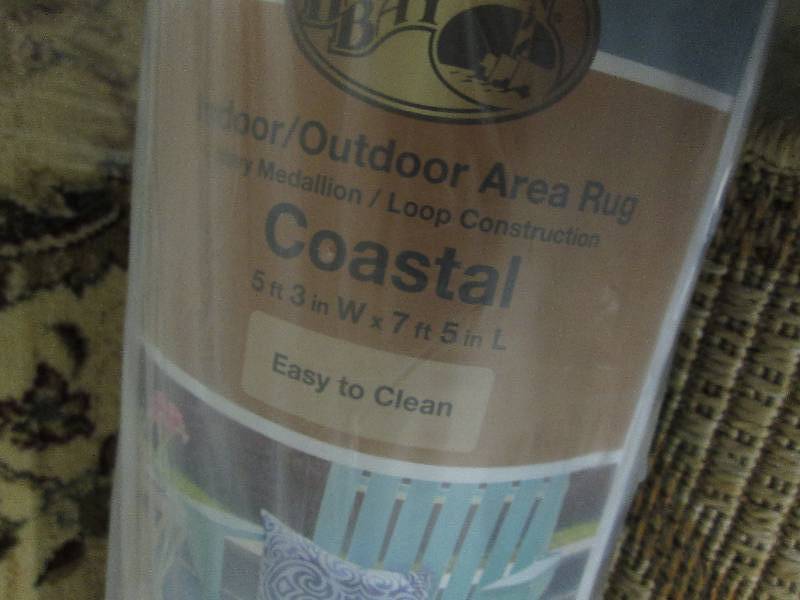 BAY
Indoor/Outdoor Area Rug
Medallion / Loop Construction
Coastal
5 ft 3 in W x 7 ft 5 in L
Easy to Clean